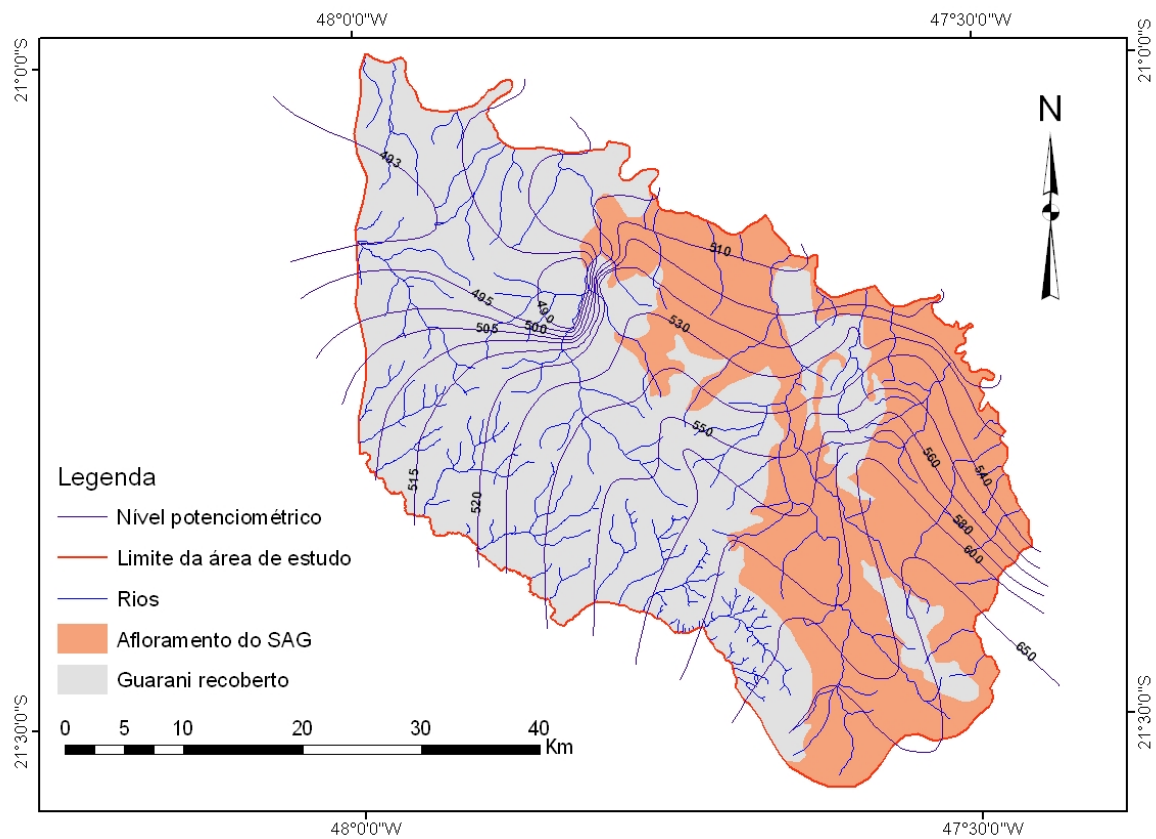 48°0'0"W
47°30'0"W
21°0'0"S
21°0'0"S
N
493
510
495
490
505
500
530
550
560
540
515
520
580
600
650
Legenda
Nível potenciométrico
Limite da área de estudo
Rios
Afloramento do SAG
Guarani recoberto
0 5 10 20 30 40
Km
21°30'0"S
21°30'0"S
48°0'0"W
47°30'0"W